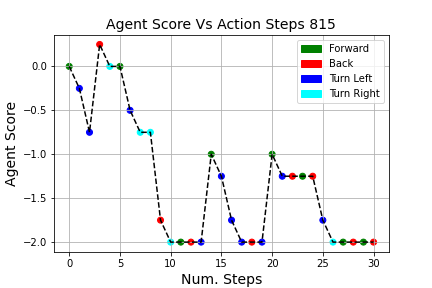 Agent Score Vs Action Steps 815
Forward
Back
Turn Left
Turn Right
Agent Score
0.0
−0.5
−1.0
−1.5
−2.0
0 5 10 15 20 25 30
Num. Steps